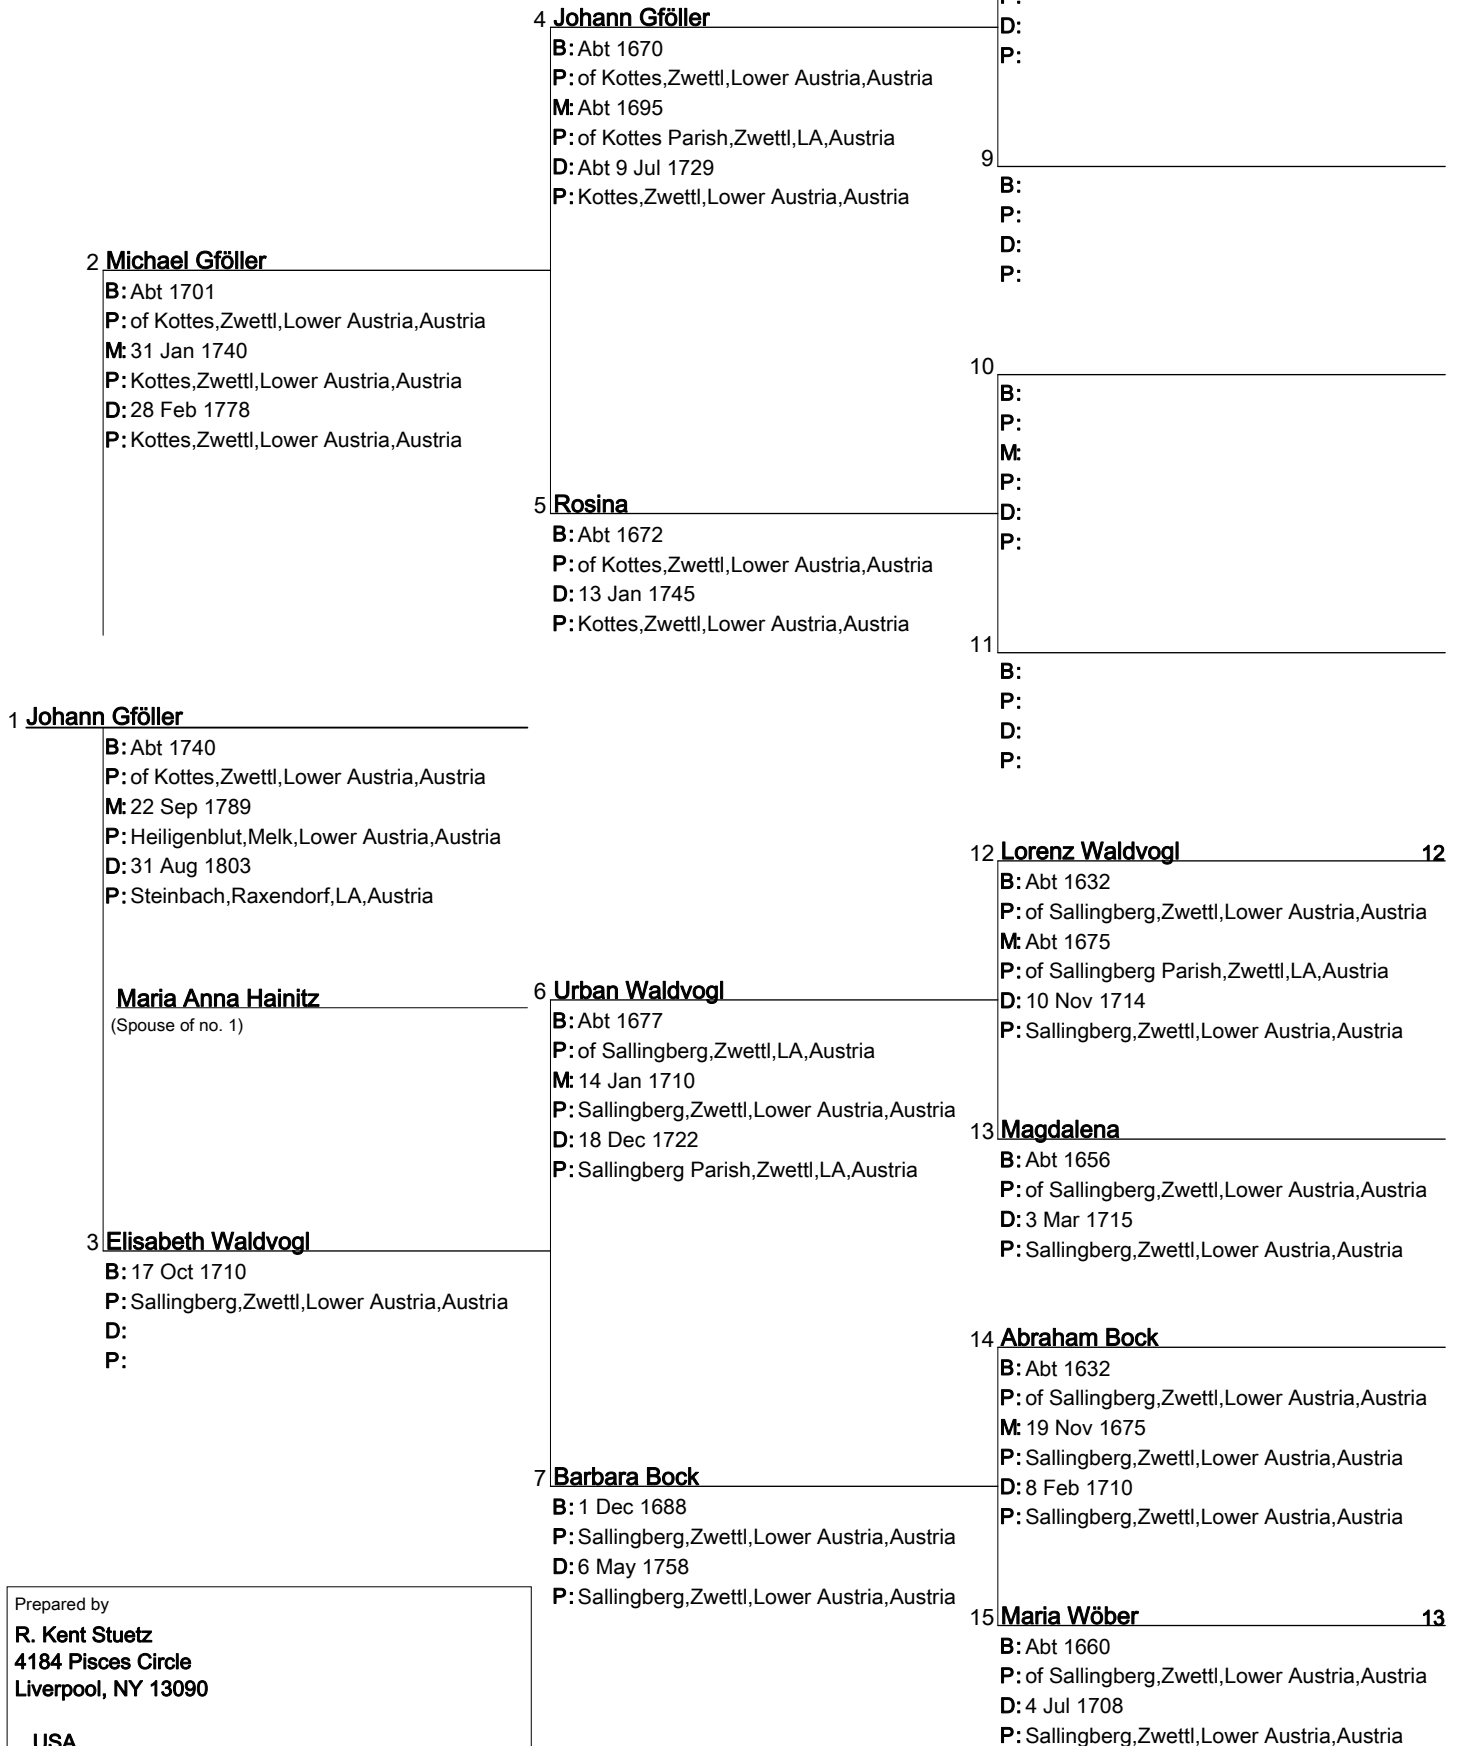 P:
D:
P:
4 Johann Gföller
B: Abt 1670
P: of Kottes,Zwettl,Lower Austria,Austria
M: Abt 1695
P: of Kottes Parish,Zwettl,LA,Austria
D: Abt 9 Jul 1729
P: Kottes,Zwettl,Lower Austria,Austria
9
B:
P:
D:
P:
2 Michael Gföller
B: Abt 1701
P: of Kottes,Zwettl,Lower Austria,Austria
M: 31 Jan 1740
P: Kottes,Zwettl,Lower Austria,Austria
D: 28 Feb 1778
P: Kottes,Zwettl,Lower Austria,Austria
10
B:
P:
M:
P:
D:
P:
5 Rosina
B: Abt 1672
P: of Kottes,Zwettl,Lower Austria,Austria
D: 13 Jan 1745
P: Kottes,Zwettl,Lower Austria,Austria
11
B:
P:
D:
P:
1 Johann Gföller
B: Abt 1740
P: of Kottes,Zwettl,Lower Austria,Austria
M: 22 Sep 1789
P: Heiligenblut,Melk,Lower Austria,Austria
D: 31 Aug 1803
P: Steinbach,Raxendorf,LA,Austria
Maria Anna Hainitz
(Spouse of no. 1)
12 Lorenz Waldvogl 12
B: Abt 1632
P: of Sallingberg,Zwettl,Lower Austria,Austria
M: Abt 1675
P: of Sallingberg Parish,Zwettl,LA,Austria
D: 10 Nov 1714
P: Sallingberg,Zwettl,Lower Austria,Austria
6 Urban Waldvogl
B: Abt 1677
P: of Sallingberg,Zwettl,LA,Austria
M: 14 Jan 1710
P: Sallingberg,Zwettl,Lower Austria,Austria
D: 18 Dec 1722
P: Sallingberg Parish,Zwettl,LA,Austria
13 Magdalena
B: Abt 1656
P: of Sallingberg,Zwettl,Lower Austria,Austria
D: 3 Mar 1715
P: Sallingberg,Zwettl,Lower Austria,Austria
3 Elisabeth Waldvogl
B: 17 Oct 1710
P: Sallingberg,Zwettl,Lower Austria,Austria
D:
P:
14 Abraham Bock
B: Abt 1632
P: of Sallingberg,Zwettl,Lower Austria,Austria
M: 19 Nov 1675
P: Sallingberg,Zwettl,Lower Austria,Austria
D: 8 Feb 1710
P: Sallingberg,Zwettl,Lower Austria,Austria
7 Barbara Bock
B: 1 Dec 1688
P: Sallingberg,Zwettl,Lower Austria,Austria
D: 6 May 1758
P: Sallingberg,Zwettl,Lower Austria,Austria
15 Maria Wöber 13
B: Abt 1660
P: of Sallingberg,Zwettl,Lower Austria,Austria
D: 4 Jul 1708
P: Sallingberg,Zwettl,Lower Austria,Austria
Prepared by
R. Kent Stuetz
4184 Pisces Circle
Liverpool, NY 13090
USA